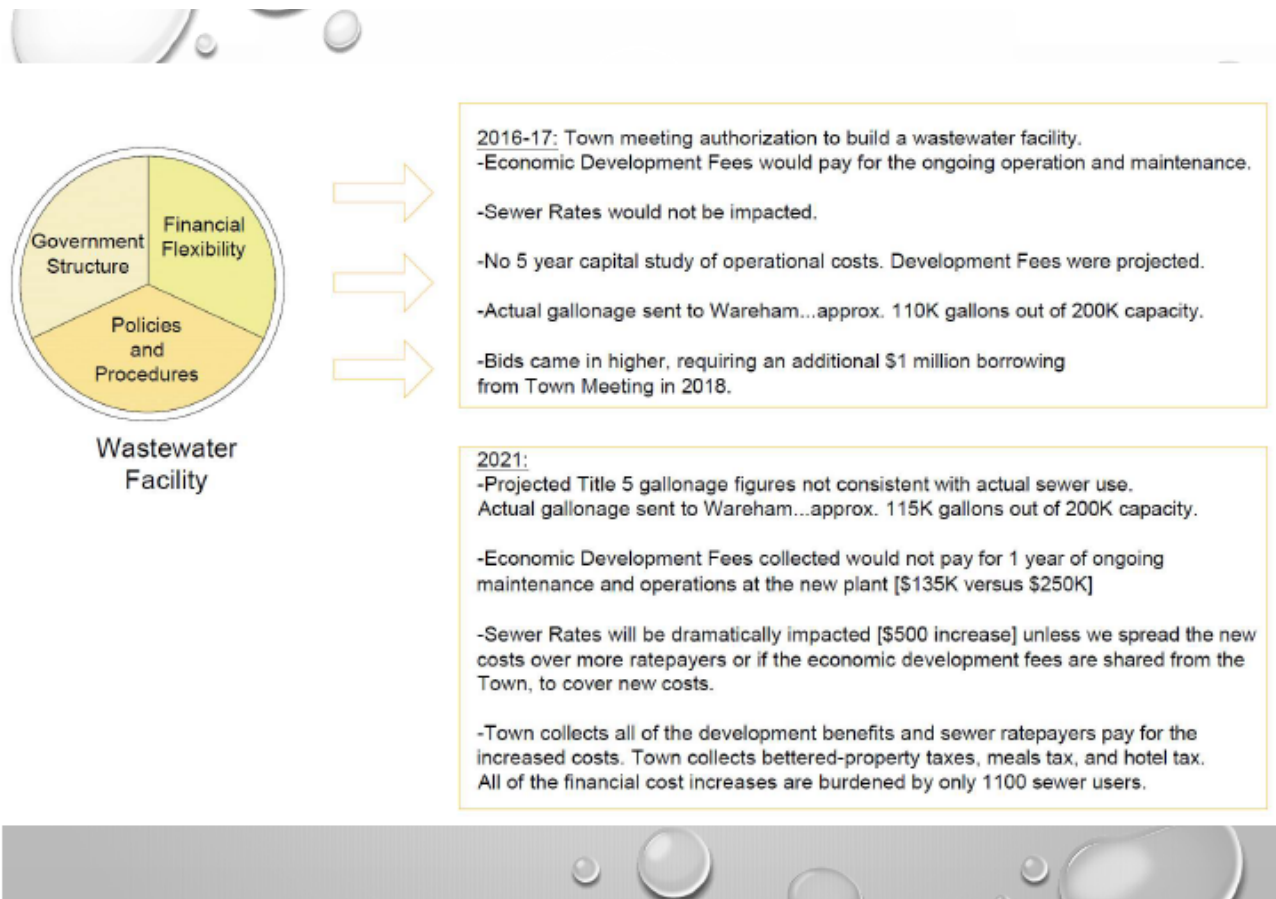 Government
Structure
Financial
Flexibility
Policies
and
Procedures
Wastewater
Facility
2016-17: Town meeting authorization to build a wastewater facility.
-Economic Development Fees would pay for the ongoing operation and maintenance.
-Sewer Rates would not be impacted.
-No 5 year capital study of operational costs. Development Fees were projected.
-Actual gallonage sent to Wareham...approx. 110K gallons out of 200K capacity.
-Bids came in higher, requiring an additional $1 million borrowing
from Town Meeting in 2018.
2021:
-Projected Title 5 gallonage figures not consistent with actual sewer use.
Actual gallonage sent to Wareham...approx. 115K gallons out of 200K capacity.
-Economic Development Fees collected would not pay for 1 year of ongoing
maintenance and operations at the new plant [$135K versus $250K]
-Sewer Rates will be dramatically impacted [$500 increase] unless we spread the new
costs over more ratepayers or if the economic development fees are shared from the
Town, to cover new costs.
-Town collects all of the development benefits and sewer ratepayers pay for the
increased costs. Town collects bettered-property taxes, meals tax, and hotel tax.
All of the financial cost increases are burdened by only 1100 sewer users.